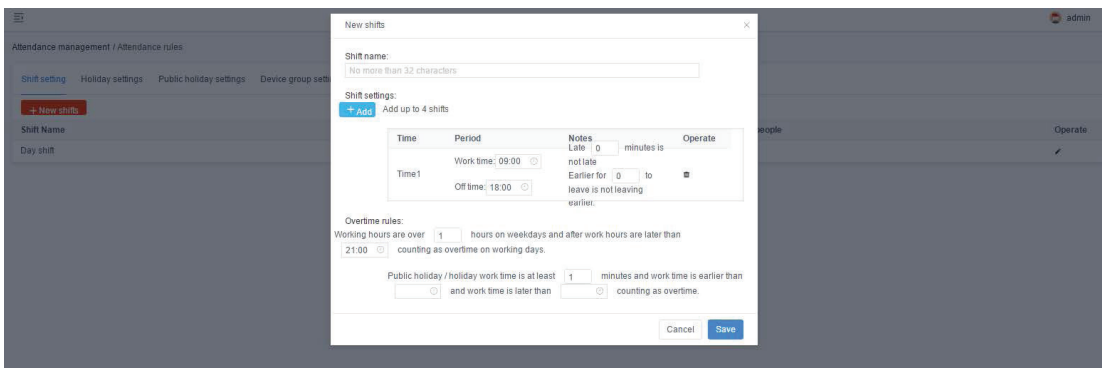 New shifts
admin
Attendance management / Attendance rules
Shift name:
No more than 32 characters
Shift setting Holiday settings Public holiday settings Device group setti
Shift settings:
+ Add Add up to 4 shifts
+ New shifts
Shift Name people Operate
Day shift
Time Period Notes Operate
Late 0 minutes is
Work time: 09:00 not late
Time1 Earlier for 0 to
Off time: 18:00 leave is not leaving
earlier.
Overtime rules:
Working hours are over 1 hours on weekdays and after work hours are later than
21:00 counting as overtime on working days.
Public holiday / holiday work time is at least 1 minutes and work time is earlier than
and work time is later than counting as overtime.
Cancel Save